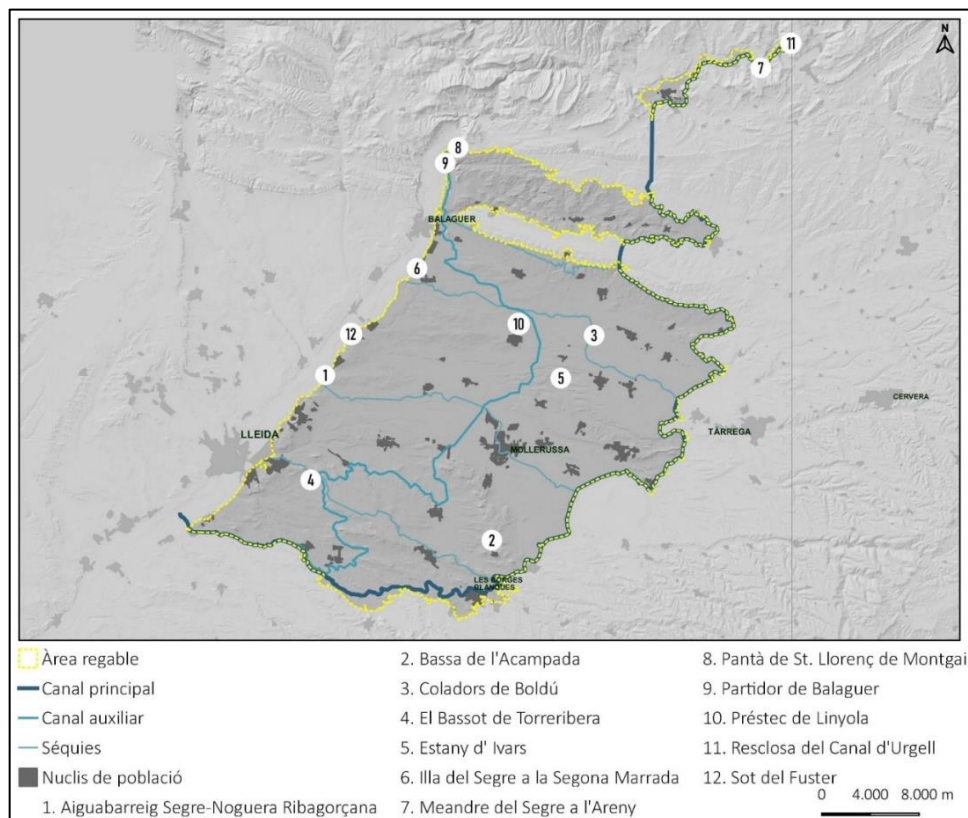 N
11
7
8
9
BALAGUER
6
10
3
12
5
1
CERVERA
LLEIDA
TÀRREGA
MOLLERUSSA
4
2
LES BORGES
BLANQUES
Àrea regable
Canal principal
Canal auxiliar
Séquies
Nuclis de població
1. Aiguabarreig Segre-Noguera Ribagorçana
2. Bassa de l'Acampada
3. Coladors de Boldú
4. El Bassot de Torreribera
5. Estany d' Ivars
6. Illa del Segre a la Segona Marrada
7. Meandre del Segre a l'Areny
8. Pantà de St. Llorenç de Montgai
9. Partidor de Balaguer
10. Préstec de Linyola
11. Resclosa del Canal d'Urgell
12. Sot del Fuster
0 4.000 8.000 m